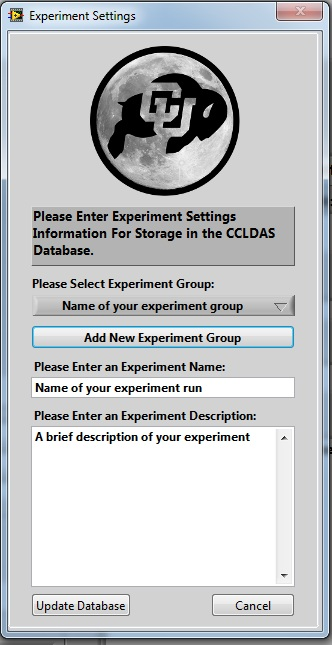 Experiment Settings
CU
Please Enter Experiment Settings
Information For Storage in the CCLDAS
Database.
Please Select Experiment Group:
Name of your experiment group
Add New Experiment Group
Please Enter an Experiment Name:
Name of your experiment run
Please Enter an Experiment Description:
A brief description of your experiment
Update Database
Cancel